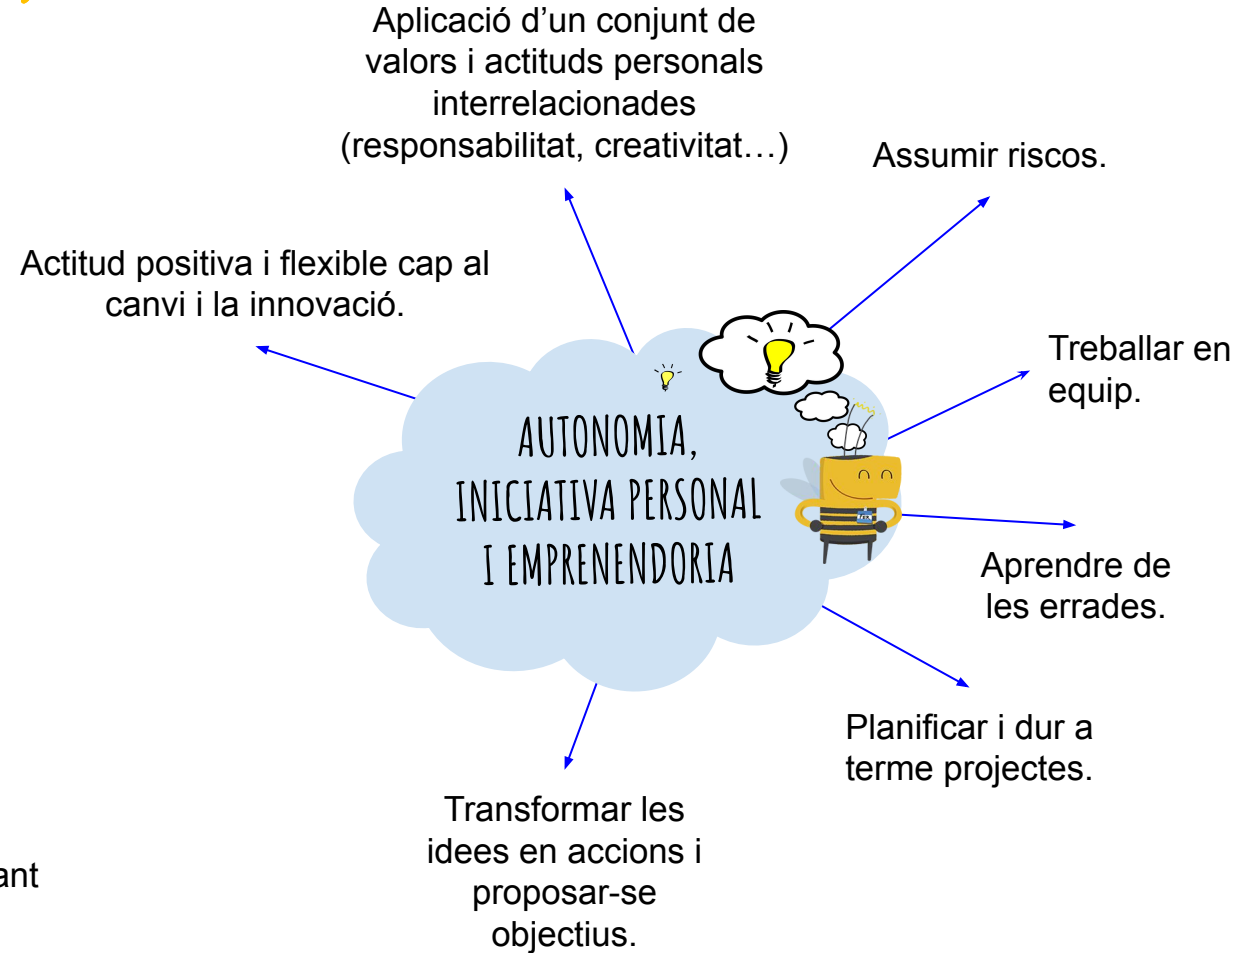 Aplicació d’un conjunt de
valors i actituds personals
interrelacionades
(responsabilitat, creativitat…)
Assumir riscos.
Actitud positiva i flexible cap al
canvi i la innovació.
Treballar en
equip.
AUTONOMIA,
INICIATIVA PERSONAL
I EMPRENENDORIA
Aprendre de
les errades.
Planificar i dur a
terme projectes.
Transformar les
idees en accions i
proposar-se
objectius.
ant